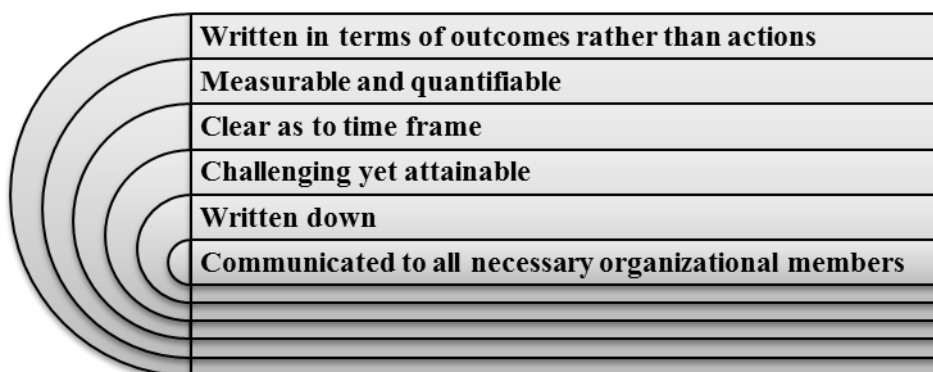 Written in terms of outcomes rather than actions
Measurable and quantifiable
Clear as to time frame
Challenging yet attainable
Written down
Communicated to all necessary organizational members